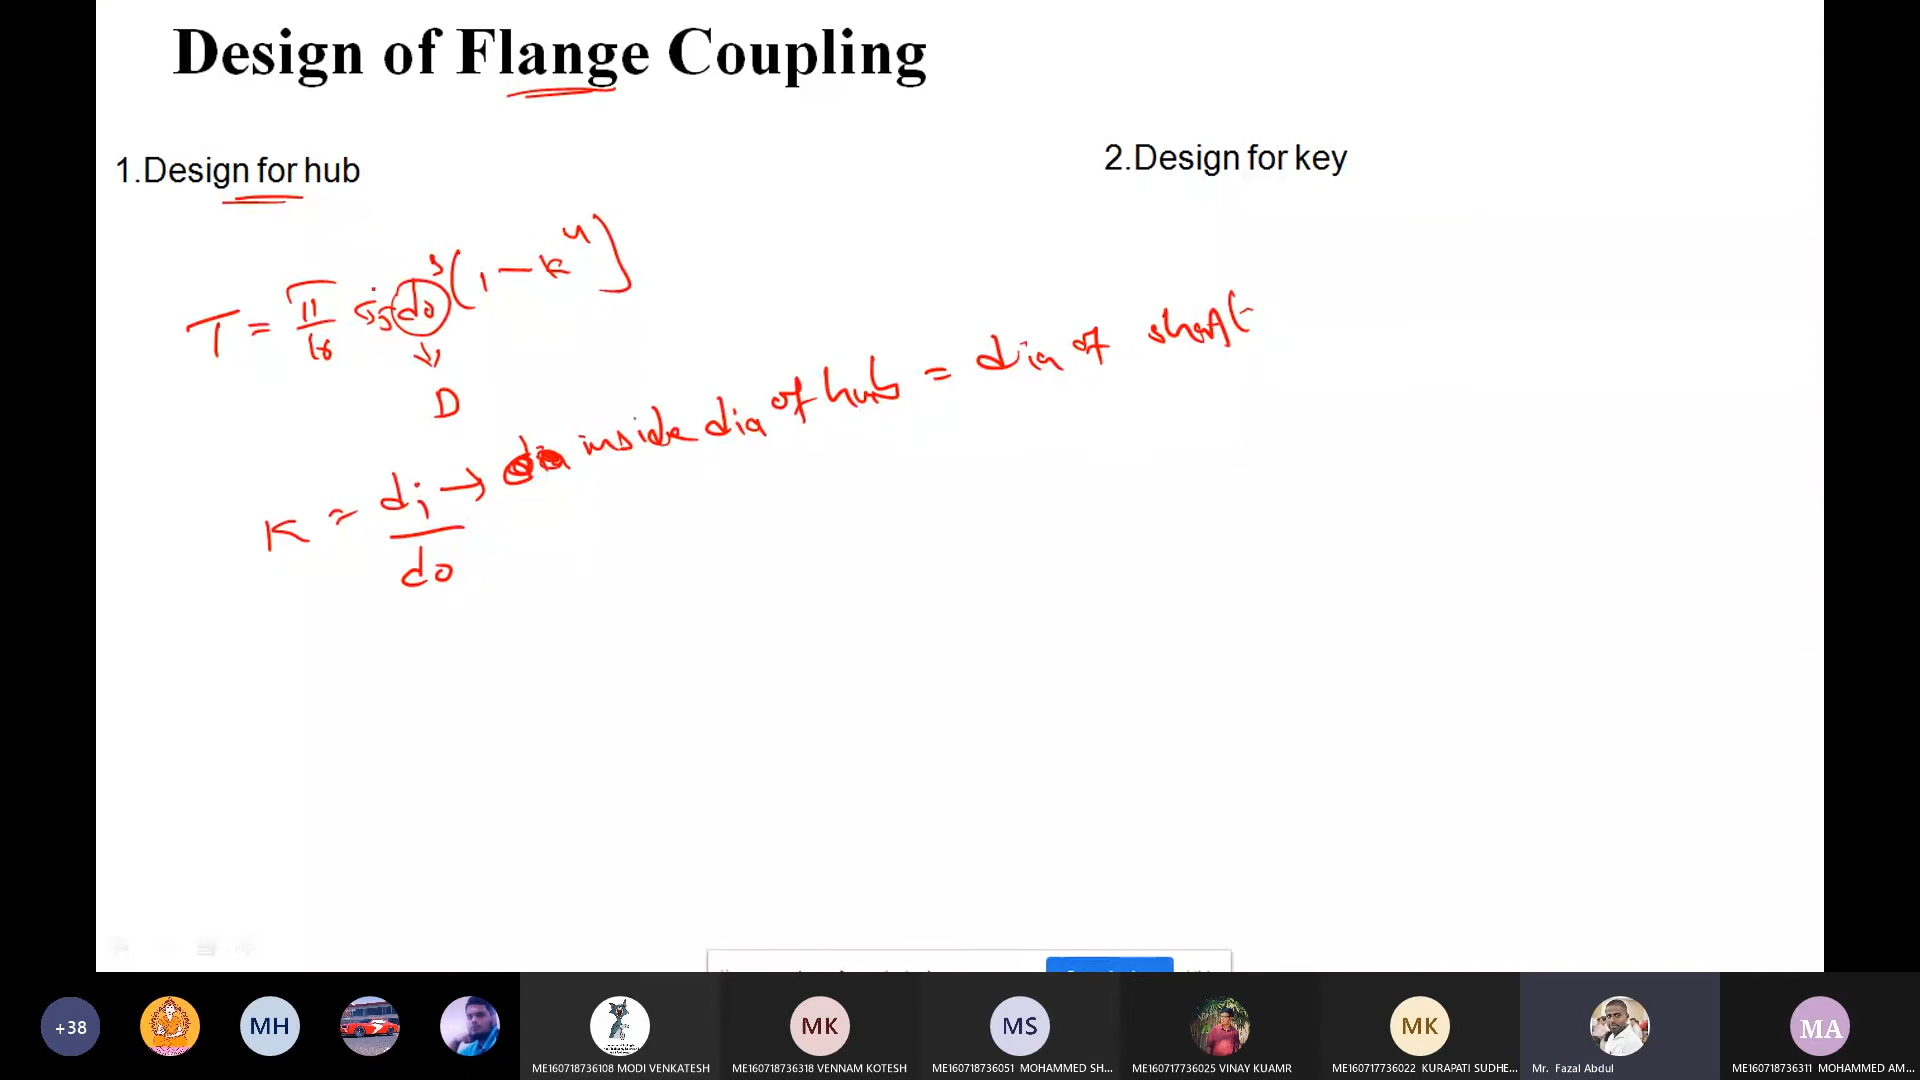 Design of Flange Coupling
1.Design for hub
2.Design for key
T = π/16 do³ (1 - k⁴]
D
K = di/do → inside dia of hub = dia of shaft
+38
MH
MK
MS
MK
MA
ME160718736108 MODI VENKATESH
ME160718736318 VENNAM KOTESH
ME160718736051 MOHAMMED SH...
ME160717736025 VINAY KUAMR
ME160717736022 KURAPATI SUDHE...
Mr. Fazal Abdul
ME160718736311 MOHAMMED AM...